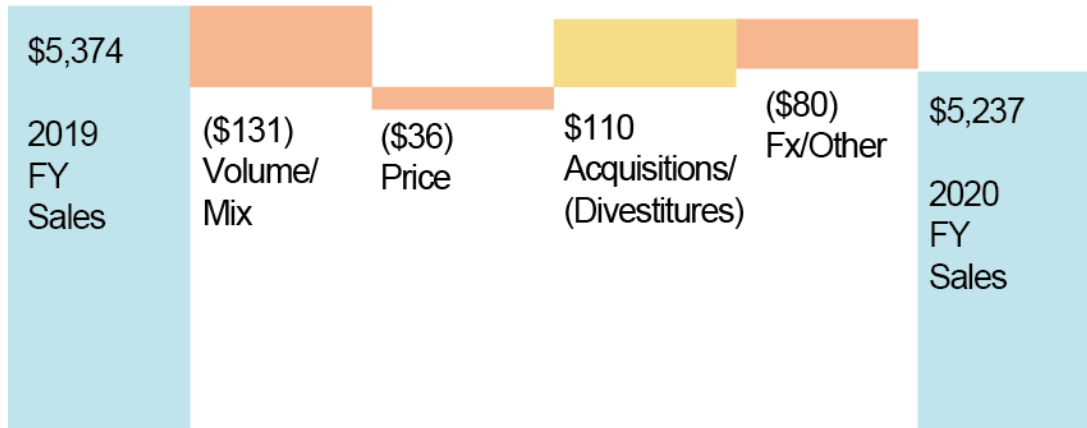 $5,374
2019
FY
Sales
($131)
Volume/
Mix
($36)
Price
$110
Acquisitions/
(Divestitures)
($80)
Fx/Other
$5,237
2020
FY
Sales